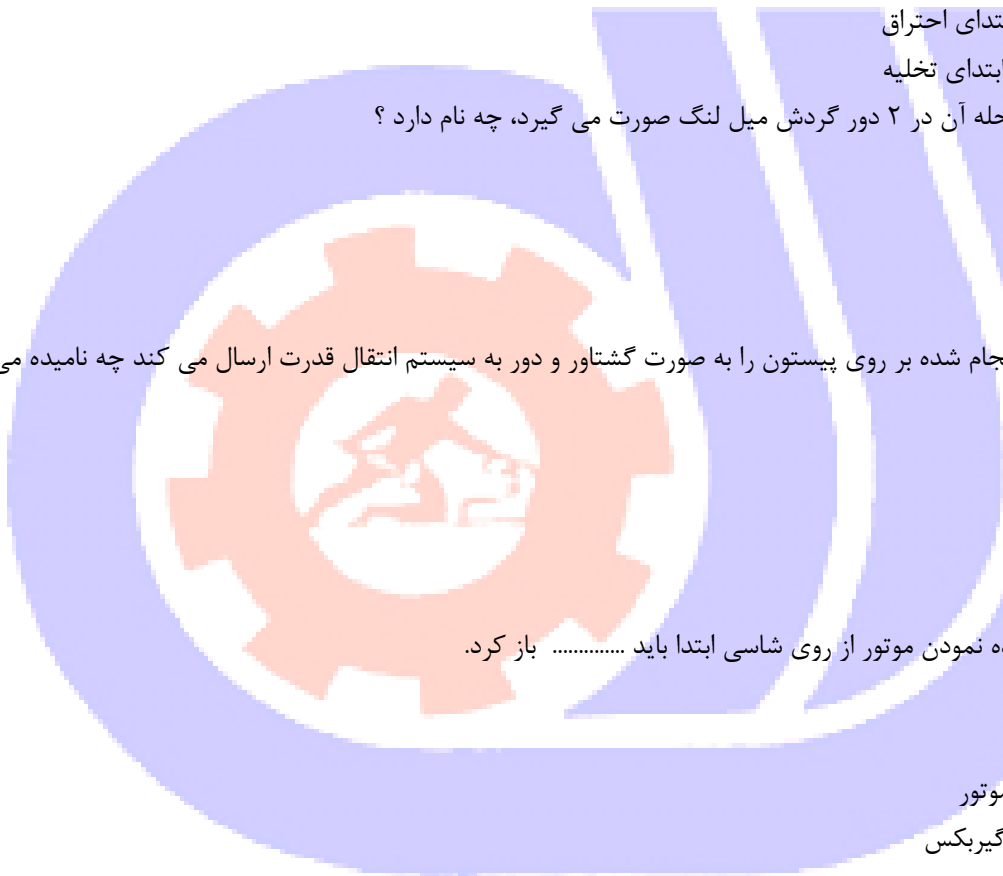 بتدای احتراق
ابتدای تخلیه
حله آن در ۲ دور گردش میل لنگ صورت می گیرد، چه نام دارد ؟
جام شده بر روی پیستون را به صورت گشتاور و دور به سیستم انتقال قدرت ارسال می کند چه نامیده می
ه نمودن موتور از روی شاسی ابتدا باید ............. باز کرد.
موتور
گیربکس